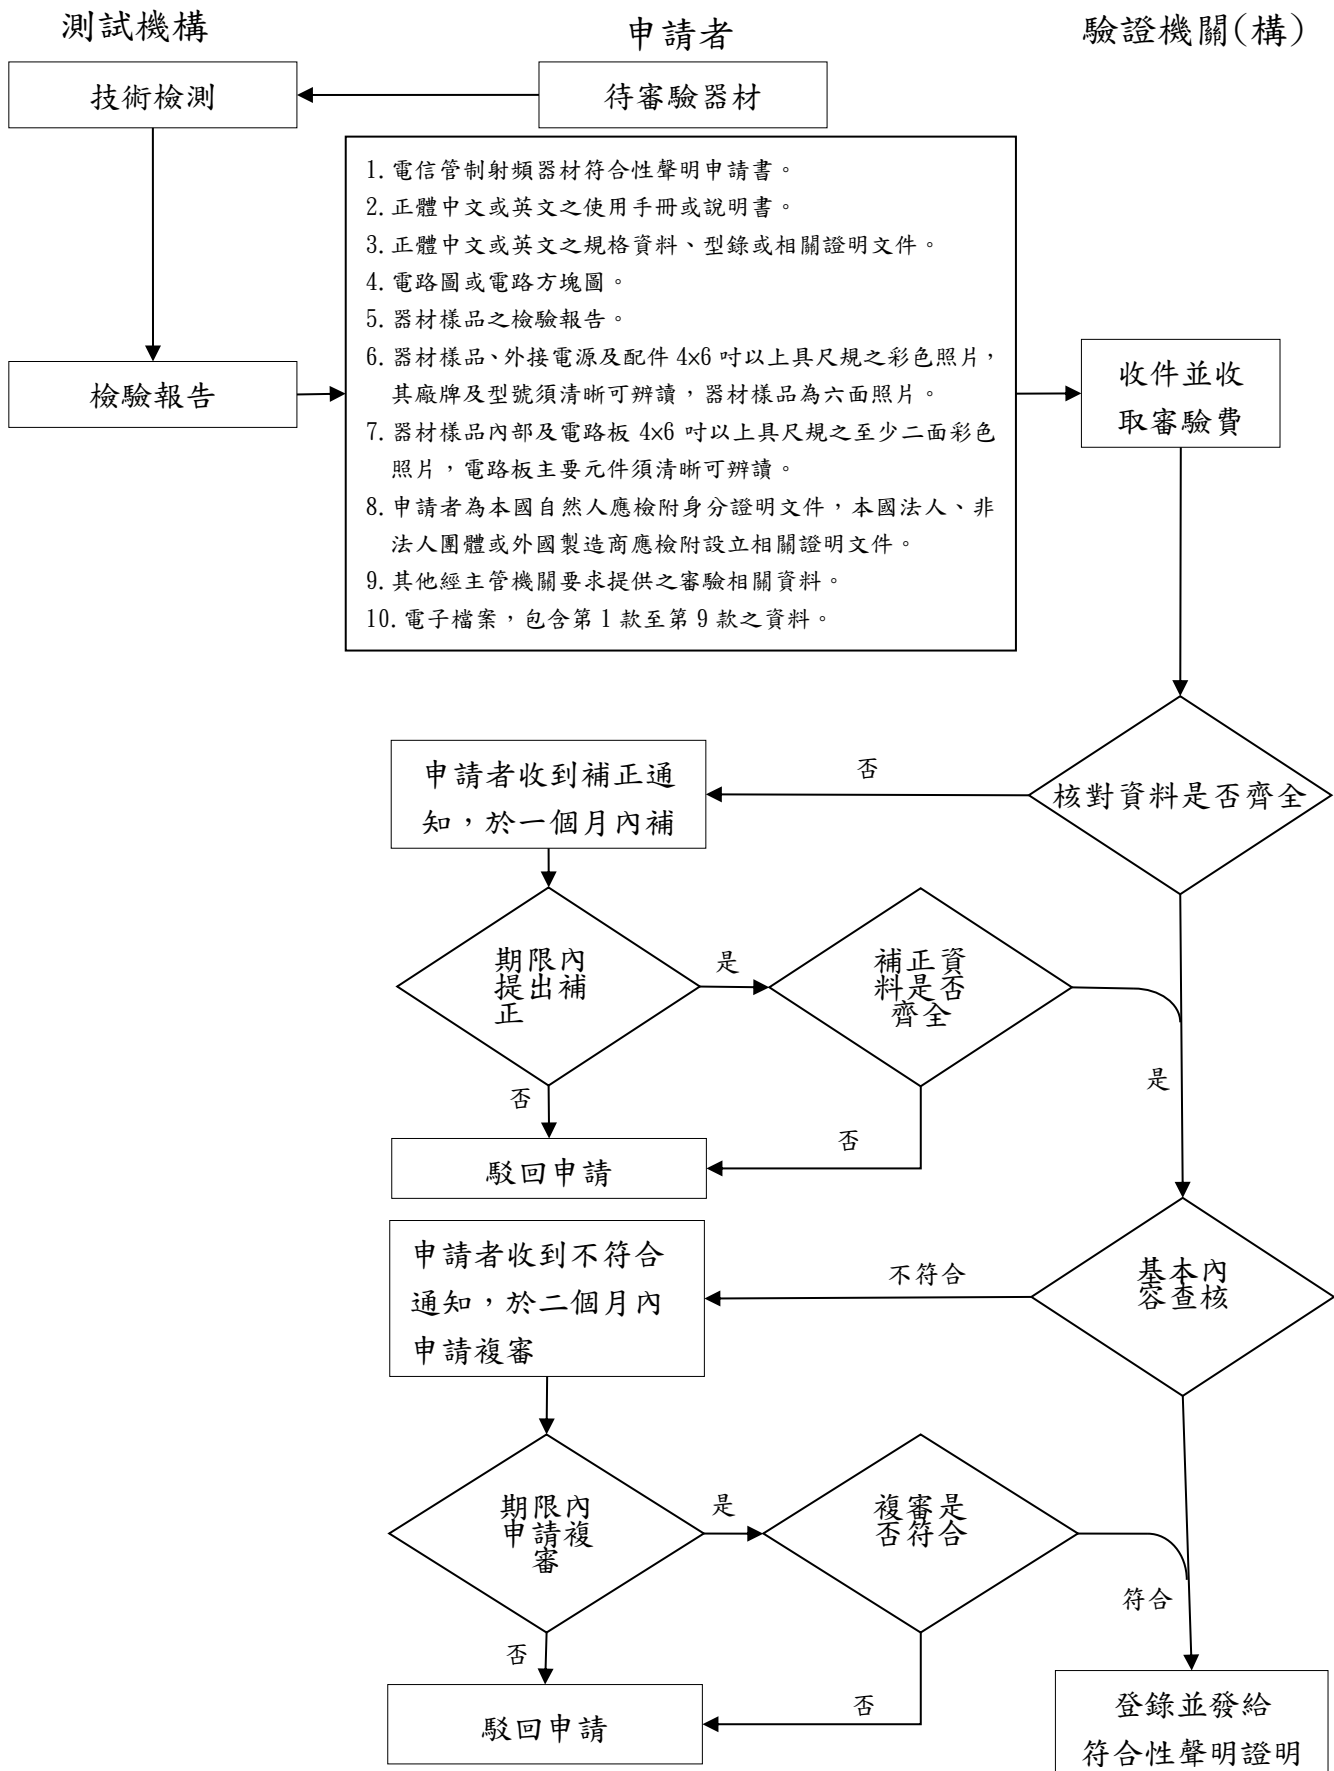 測試機構
申請者
驗證機關(構)
技術檢測
待審驗器材
1.電信管制射頻器材符合性聲明申請書。
2.正體中文或英文之使用手冊或說明書。
3.正體中文或英文之規格資料、型錄或相關證明文件。
4.電路圖或電路方塊圖。
5.器材樣品之檢驗報告。
6.器材樣品、外接電源及配件 4×6 吋以上具尺規之彩色照片，
其廠牌及型號須清晰可辨讀，器材樣品為六面照片。
7.器材樣品內部及電路板 4×6 吋以上具尺規之至少二面彩色
照片，電路板主要元件須清晰可辨讀。
8.申請者為本國自然人應檢附身分證明文件，本國法人、非
法人團體或外國製造商應檢附設立相關證明文件。
9.其他經主管機關要求提供之審驗相關資料。
10.電子檔案，包含第 1 款至第 9 款之資料。
檢驗報告
收件並收
取審驗費
核對資料是否齊全
否
申請者收到補正通
知，於一個月內補
期限內
提出補
正
是
補正資
料是否
齊全
是
否
否
駁回申請
基本內
容查核
不符合
申請者收到不符合
通知，於二個月內
申請複審
期限內
申請複
審
是
複審是
否符合
符合
否
否
駁回申請
登錄並發給
符合性聲明證明